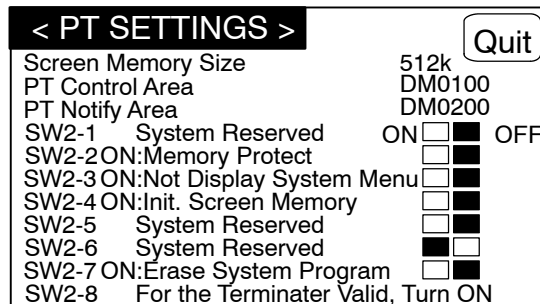 < PT SETTINGS >
Quit
Screen Memory Size 512k
PT Control Area DM0100
PT Notify Area DM0200
SW2-1 System Reserved ON OFF
SW2-2 ON:Memory Protect
SW2-3 ON:Not Display System Menu
SW2-4 ON:Init. Screen Memory
SW2-5 System Reserved
SW2-6 System Reserved
SW2-7 ON:Erase System Program
SW2-8 For the Terminater Valid, Turn ON